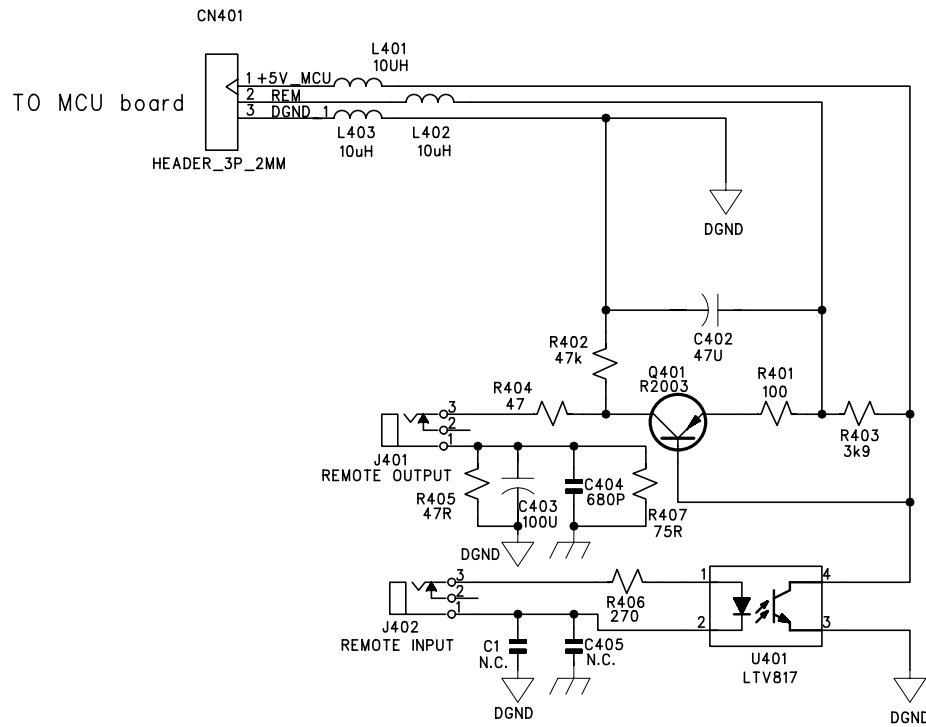 CN401
L401
10UH
1 +5V_MCU
2 REM
3 DGND_1
TO MCU board
L403
10uH
L402
10uH
HEADER_3P_2MM
DGND
R402
47k
C402
47U
Q401
R2003
R401
100
R404
47
R403
3k9
3
2
1
J401
REMOTE OUTPUT
R405
47R
C403
100U
C404
680P
R407
75R
DGND
3
2
1
J402
REMOTE INPUT
R406
270
1
2
4
3
C1
N.C.
C405
N.C.
U401
LTV817
DGND
DGND